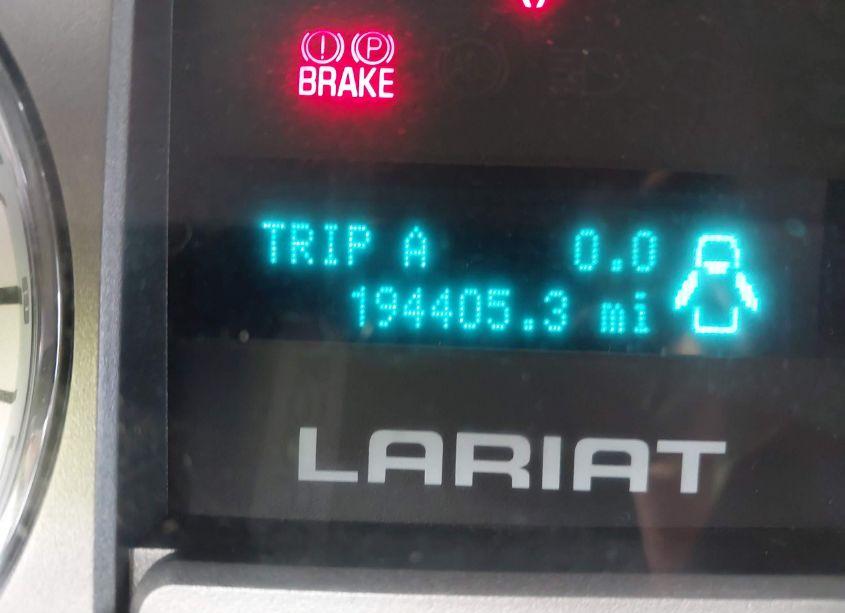 ! P
BRAKE
TRIP A 0.0
194405.3 mi
LARIAT